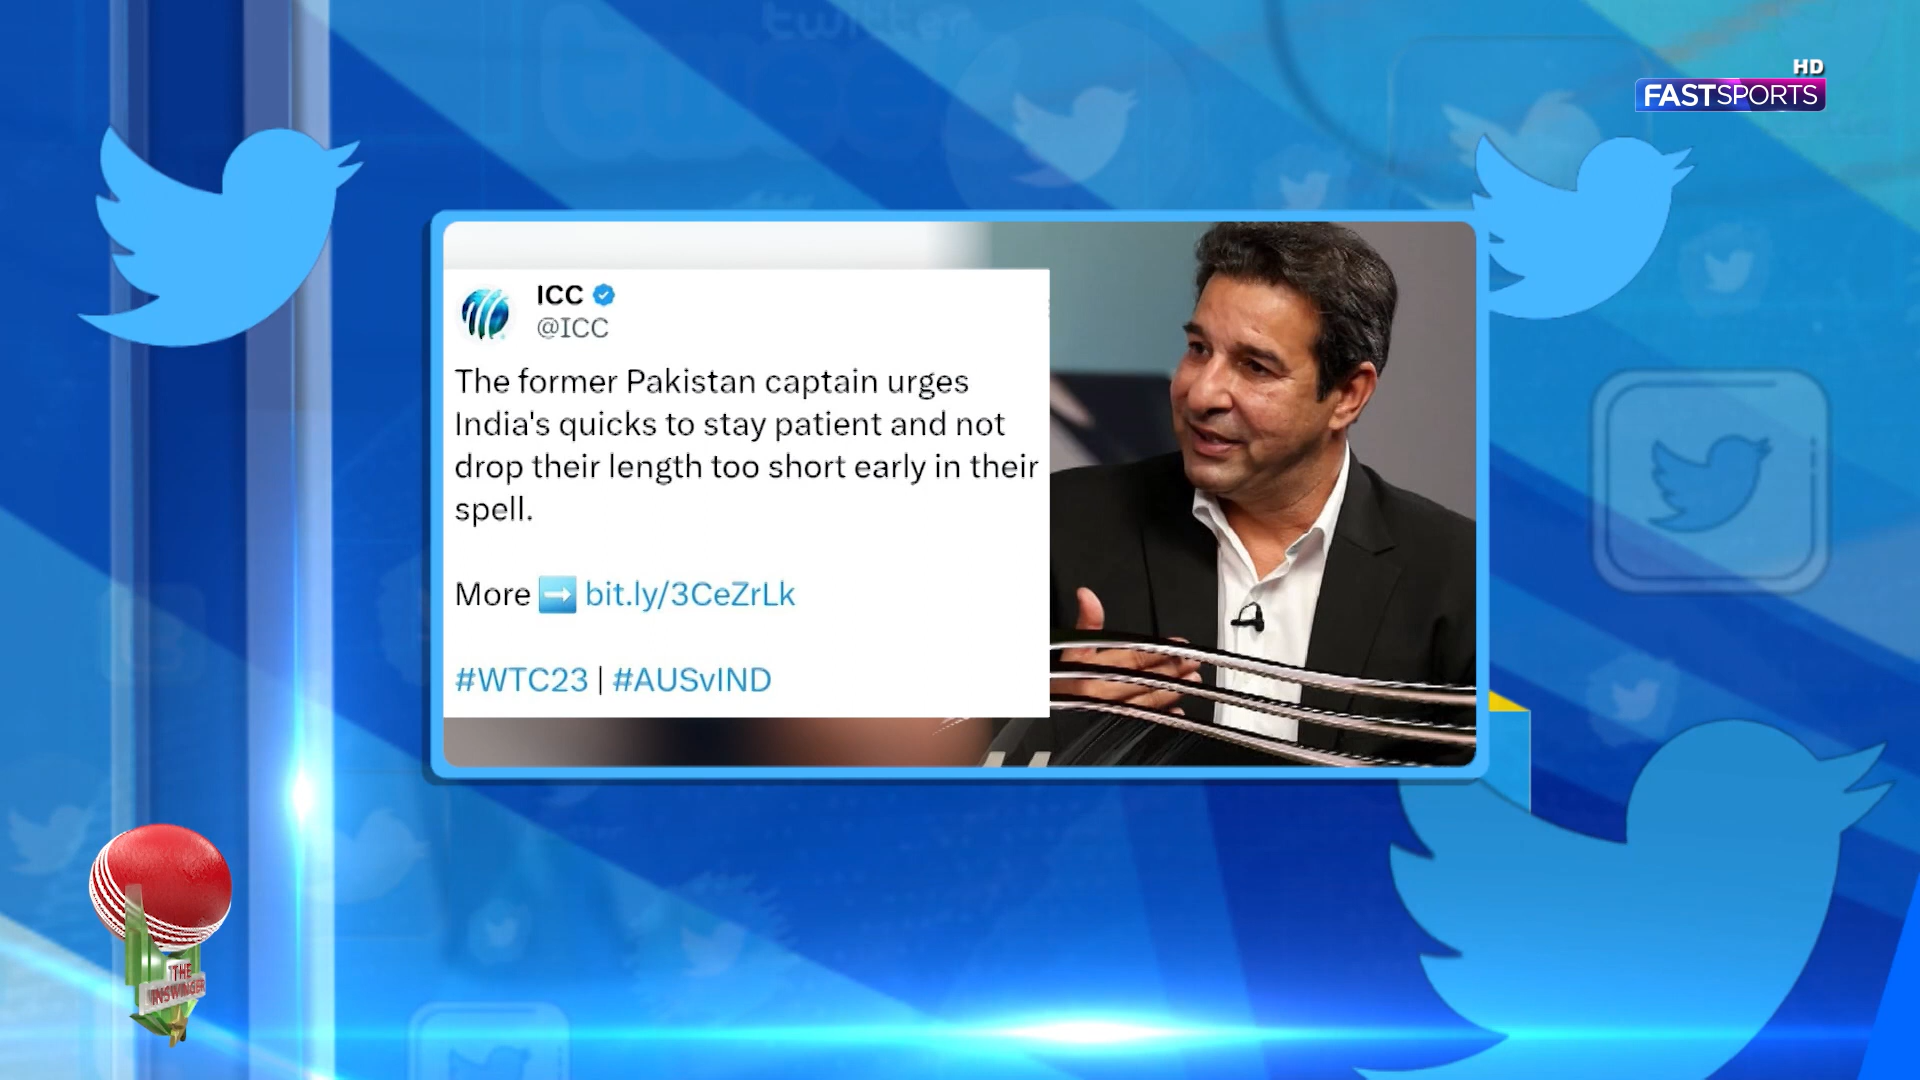 twitter
HD
FASTSPORTS
ICC
@ICC
The former Pakistan captain urges
India's quicks to stay patient and not
drop their length too short early in their
spell.
More ➡️ bit.ly/3CeZrLk
#WTC23 | #AUSvIND
THE
INSWINGER